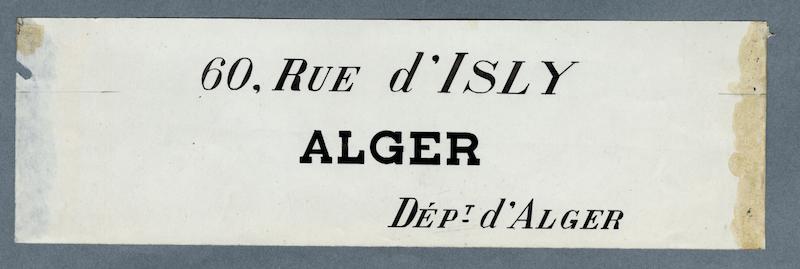 60, RUE d'ISLY
ALGER
DÉPT d'ALGER